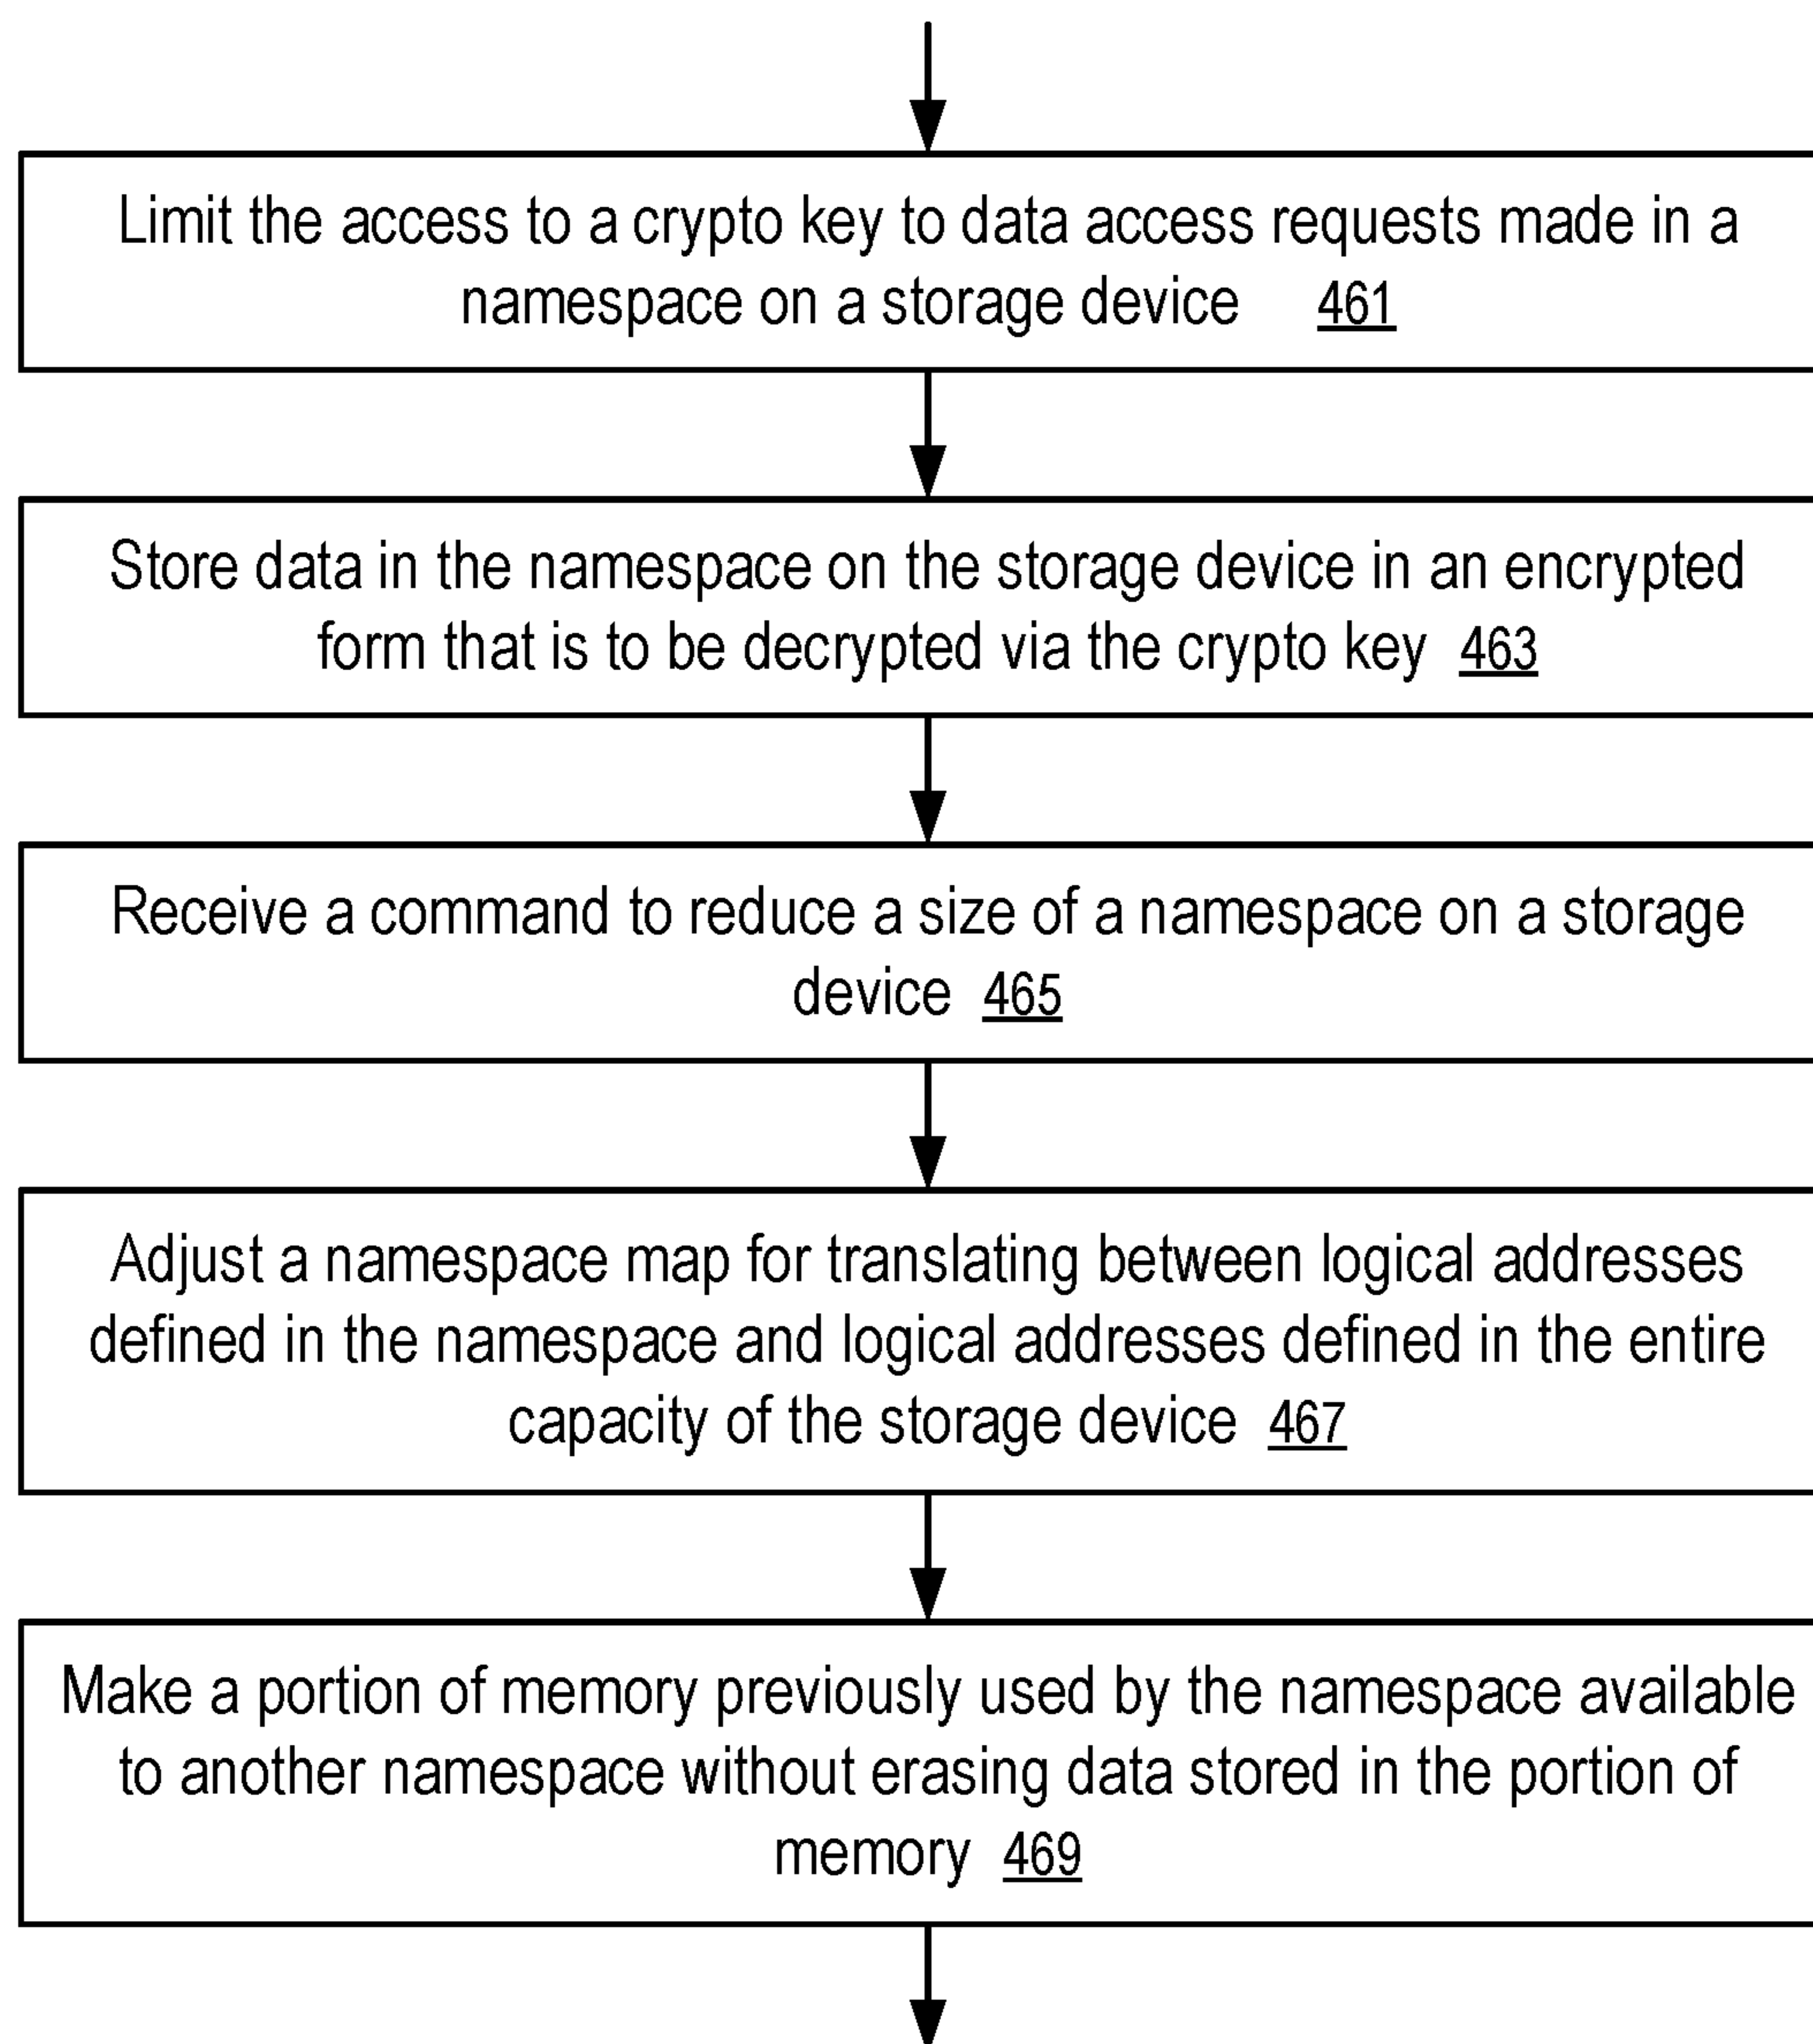 Limit the access to a crypto key to data access requests made in a
namespace on a storage device 461
Store data in the namespace on the storage device in an encrypted
form that is to be decrypted via the crypto key 463
Receive a command to reduce a size of a namespace on a storage
device 465
Adjust a namespace map for translating between logical addresses
defined in the namespace and logical addresses defined in the entire
capacity of the storage device 467
Make a portion of memory previously used by the namespace available
to another namespace without erasing data stored in the portion of
memory 469